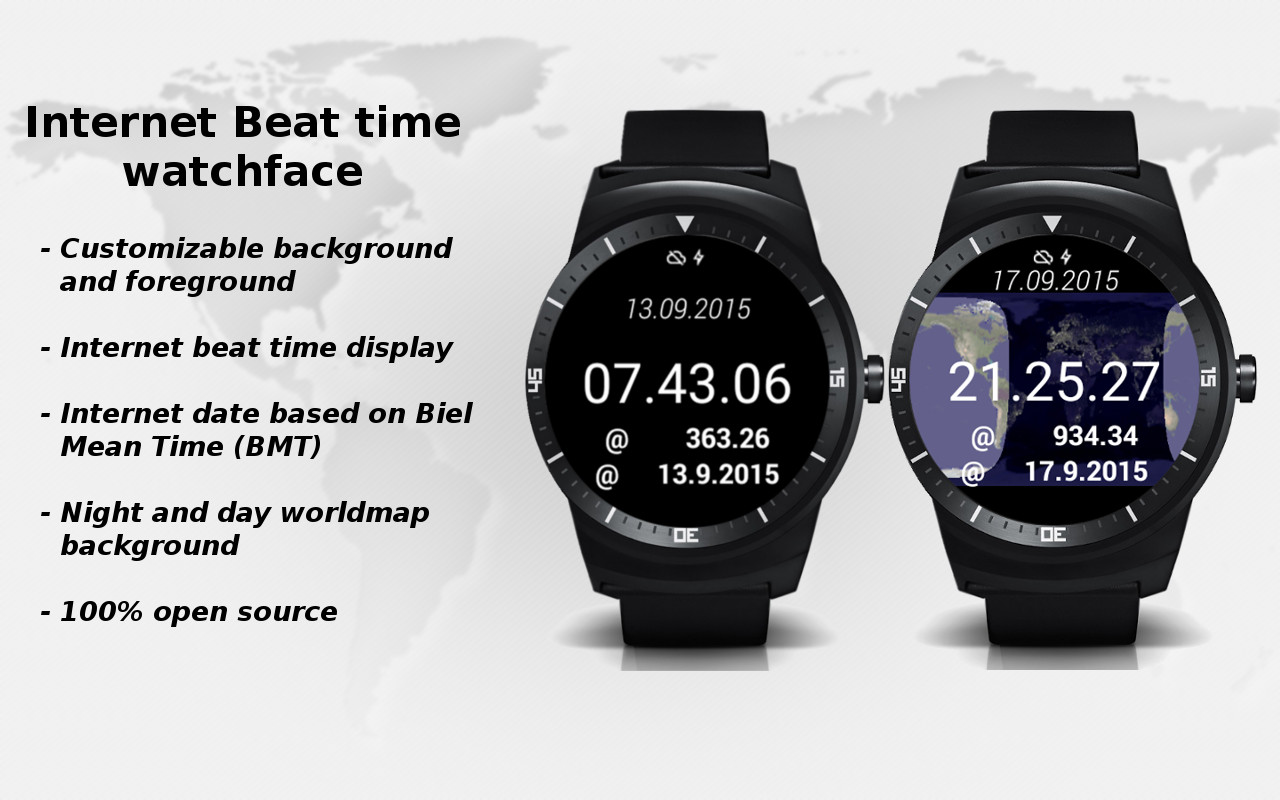 Internet Beat time
watchface
- Customizable background
and foreground
- Internet beat time display
- Internet date based on Biel
Mean Time (BMT)
- Night and day worldmap
background
- 100% open source
13.09.2015
07.43.06
@ 363.26
@ 13.9.2015
45
15
30
17.09.2015
21.25.27
@ 934.34
@ 17.9.2015
45
15
30